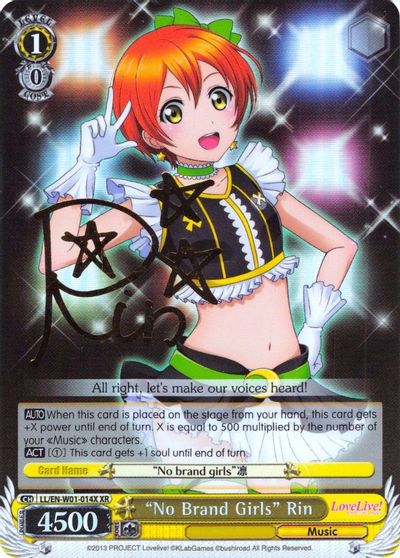 LEVEL
1
0
COST
Rin
All right, let's make our voices heard!
AUTO When this card is placed on the stage from your hand, this card gets
+X power until end of turn. X is equal to 500 multiplied by the number of
your «Music» characters.
ACT [①] This card gets +1 soul until end of turn.
Card Name
"No brand girls"凛
CH LL/EN-W01-014X XR
POWER
4500
"No Brand Girls" Rin
LoveLive!
Music
©2013 PROJECT Lovelive! ©KLabGames ©bushiroad All Rights Reserved.